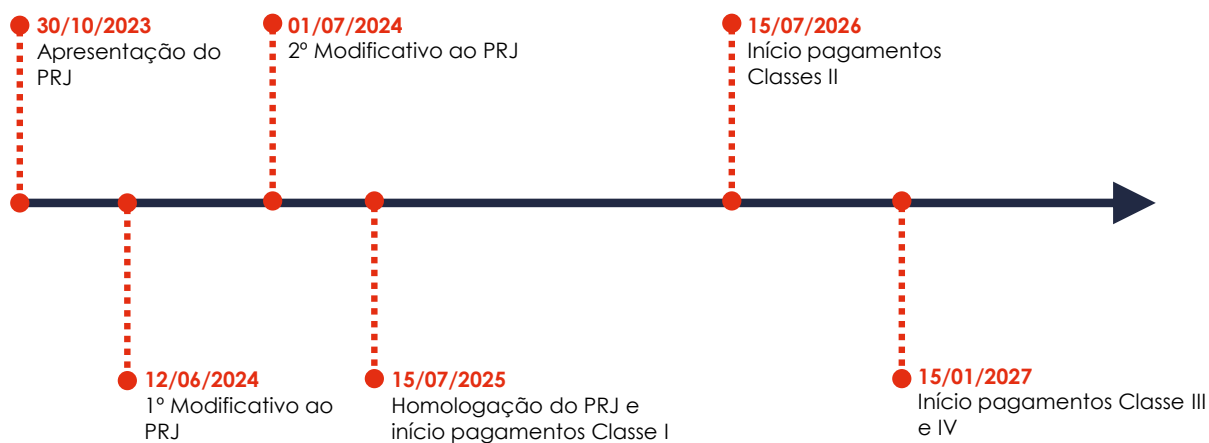 30/10/2023
Apresentação do
PRJ
01/07/2024
2º Modificativo ao PRJ
15/07/2026
Início pagamentos
Classes II
12/06/2024
1º Modificativo ao
PRJ
15/07/2025
Homologação do PRJ e
início pagamentos Classe I
15/01/2027
Início pagamentos Classe III
e IV